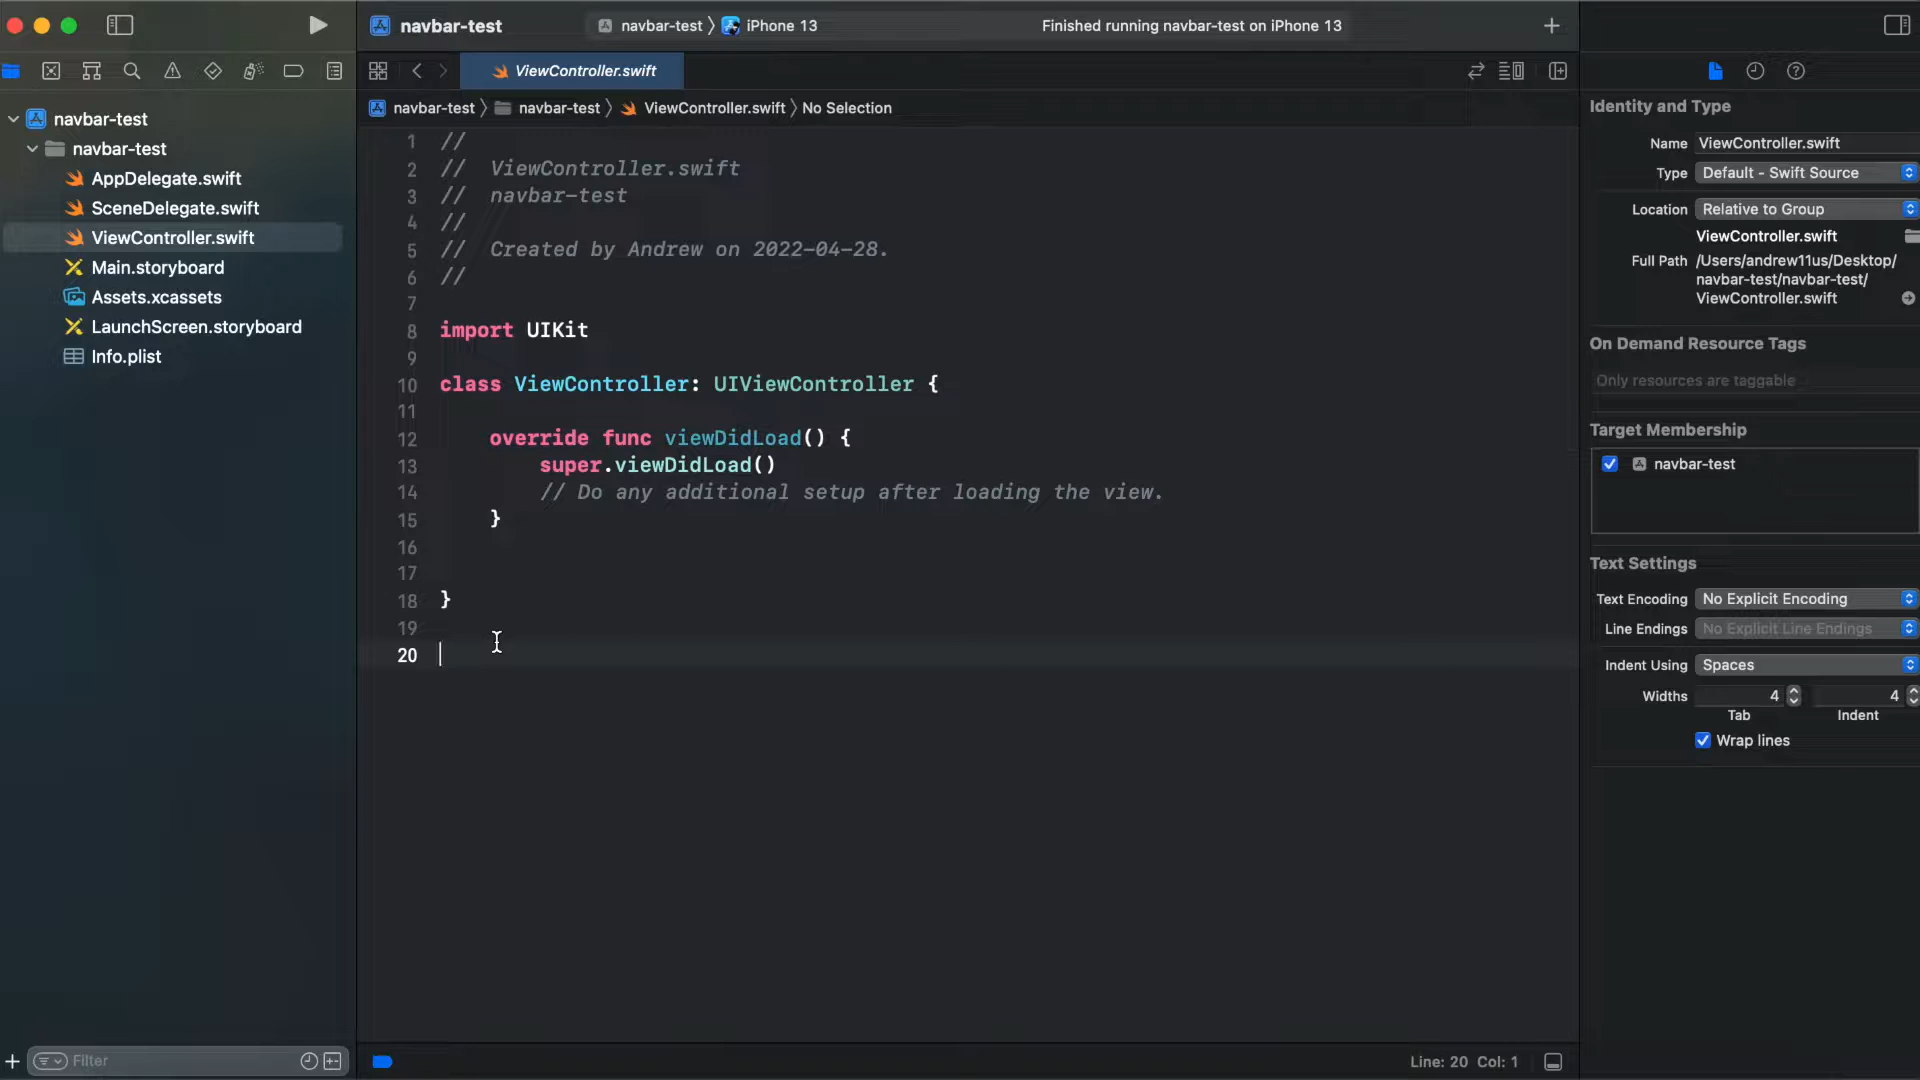 navbar-test
navbar-test 〉 iPhone 13
Finished running navbar-test on iPhone 13
ViewController.swift
navbar-test 〉 navbar-test 〉 ViewController.swift 〉 No Selection
navbar-test
navbar-test
AppDelegate.swift
SceneDelegate.swift
ViewController.swift
Main.storyboard
Assets.xcassets
LaunchScreen.storyboard
Info.plist
Filter
1 //
2 //  ViewController.swift
3 //  navbar-test
4 //
5 //  Created by Andrew on 2022-04-28.
6 //
7
8 import UIKit
9
10 class ViewController: UIViewController {
11
12     override func viewDidLoad() {
13         super.viewDidLoad()
14         // Do any additional setup after loading the view.
15     }
16
17
18 }
19
20
Line: 20 Col: 1
Identity and Type
Name ViewController.swift
Type Default - Swift Source
Location Relative to Group
ViewController.swift
Full Path /Users/andrew11us/Desktop/
navbar-test/navbar-test/
ViewController.swift
On Demand Resource Tags
Only resources are taggable
Target Membership
navbar-test
Text Settings
Text Encoding No Explicit Encoding
Line Endings No Explicit Line Endings
Indent Using Spaces
Widths 4 4
Tab Indent
Wrap lines